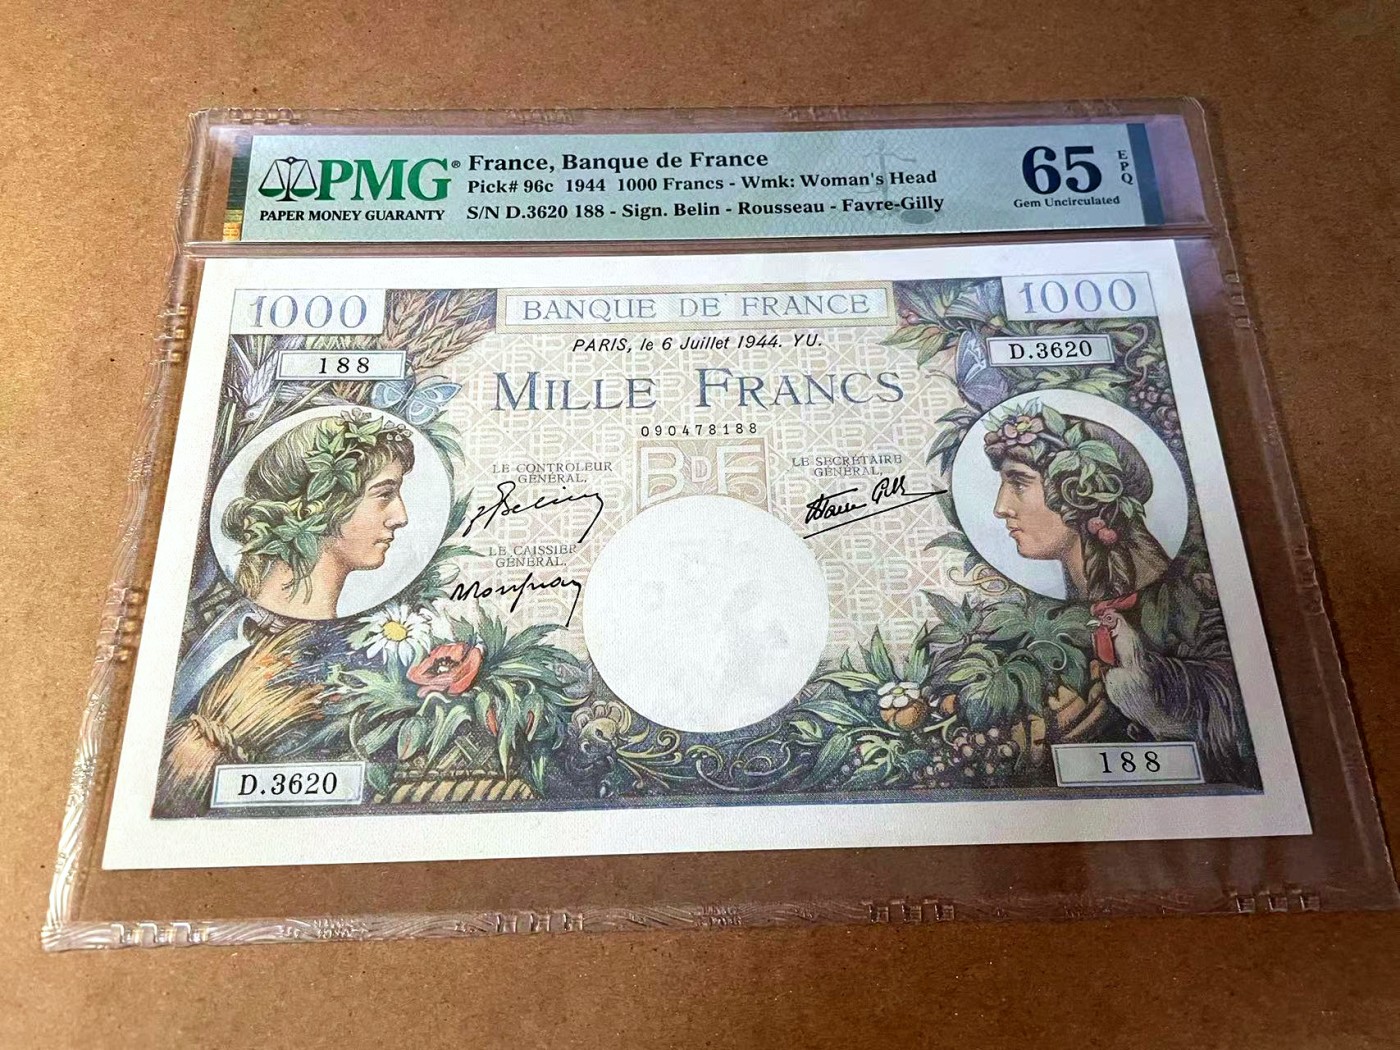 PMG®
PAPER MONEY GUARANTY
France, Banque de France
Pick# 96c 1944 1000 Francs - Wmk: Woman's Head
S/N D.3620 188 - Sign. Belin - Rousseau - Favre-Gilly
65 EPQ
Gem Uncirculated
1000 BANQUE DE FRANCE 1000
PARIS, le 6 Juillet 1944. YU.
188 D.3620
MILLE FRANCS
090478188
BDF
LE CONTROLEUR GÉNÉRAL,
LE SECRÉTAIRE GÉNÉRAL,
LE CAISSIER GÉNÉRAL,
D.3620 188